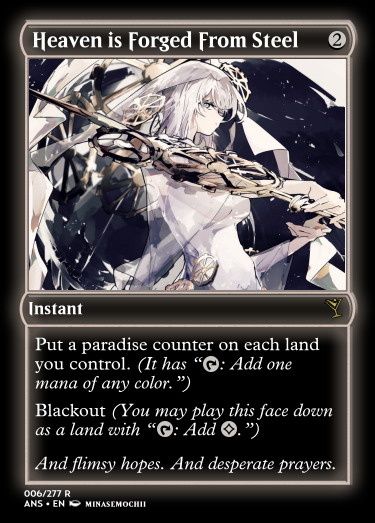 Heaven is Forged From Steel 2
Instant
Put a paradise counter on each land
you control. (It has “T: Add one
mana of any color.”)
Blackout (You may play this face down
as a land with “T: Add C.”)
And flimsy hopes. And desperate prayers.
006/277 R
ANS • EN MINASEMOCHII